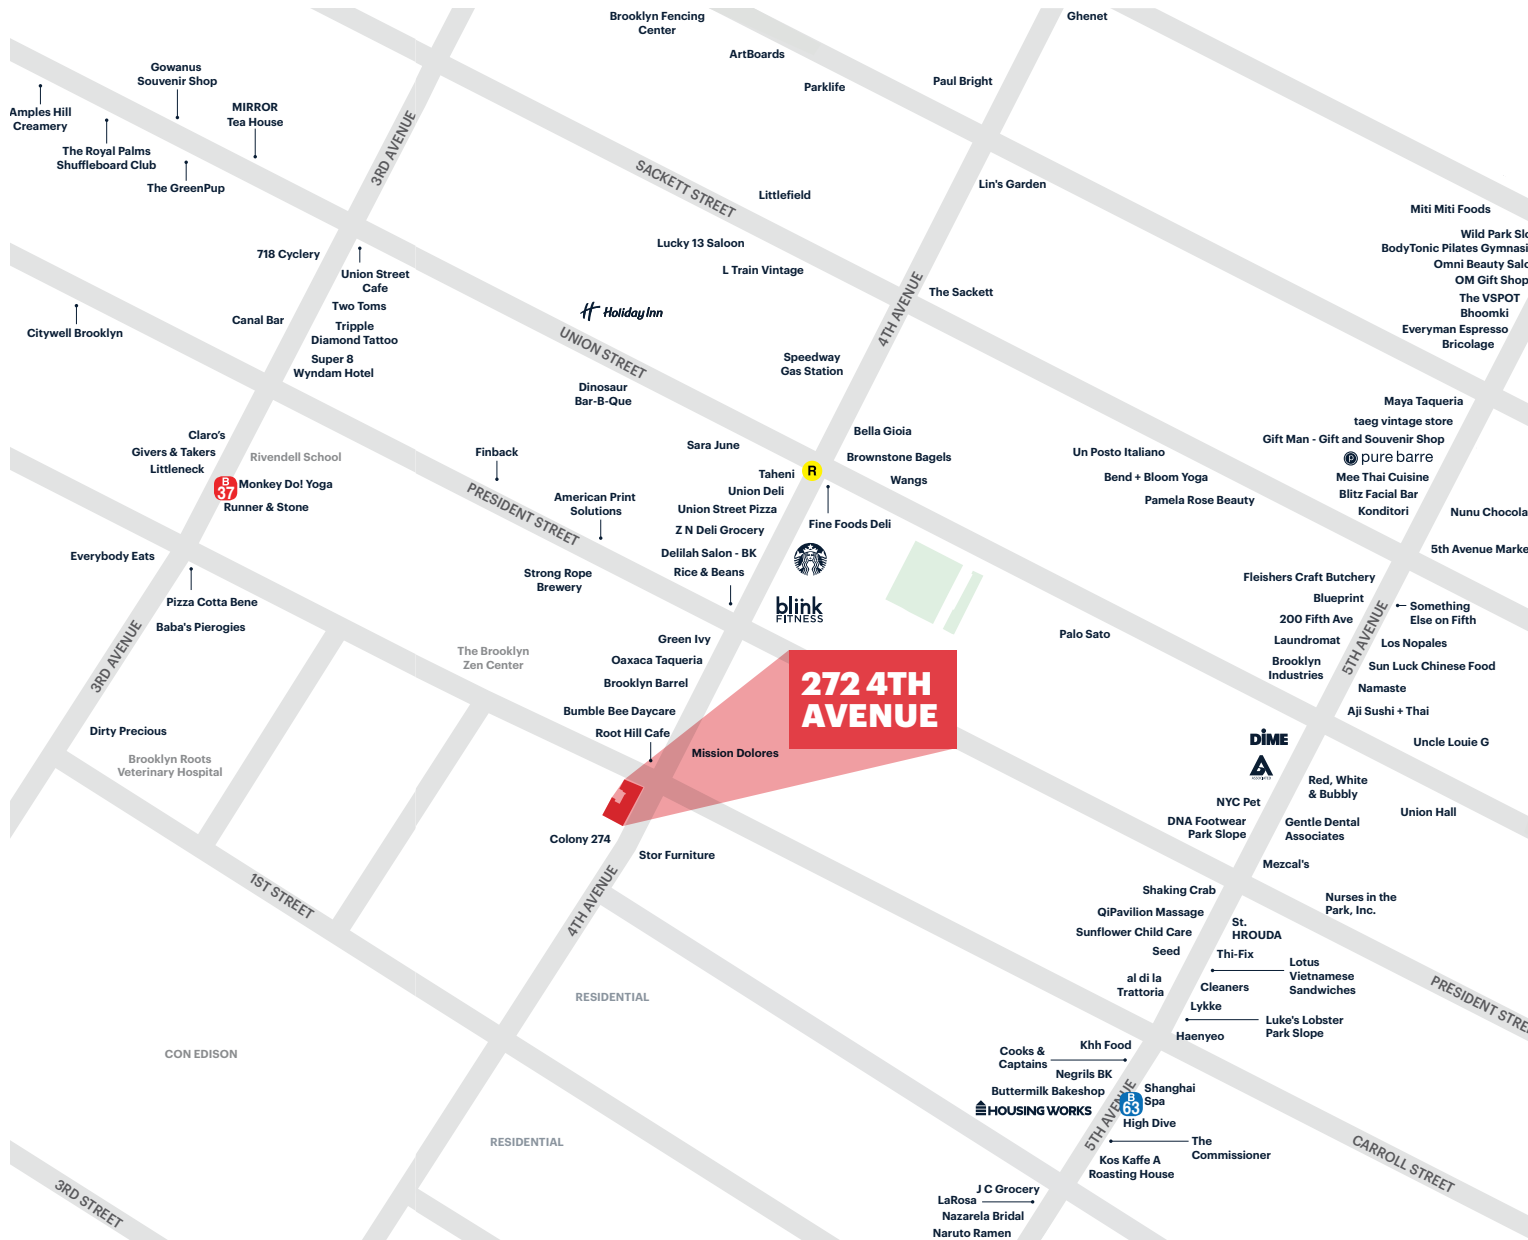 Brooklyn Fencing
Center
Ghenet
ArtBoards
Parklife
Paul Bright
Gowanus
Souvenir Shop
Amples Hill
Creamery
MIRROR
Tea House
The Royal Palms
Shuffleboard Club
The GreenPup
3RD AVENUE
SACKETT STREET
Littlefield
Lin's Garden
Miti Miti Foods
Wild Park Slo
BodyTonic Pilates Gymnasi
Omni Beauty Salo
OM Gift Shop
The VSPOT
Bhoomki
Everyman Espresso
Bricolage
718 Cyclery
Union Street
Cafe
Two Toms
Tripple
Diamond Tattoo
Super 8
Wyndam Hotel
Canal Bar
Citywell Brooklyn
Lucky 13 Saloon
L Train Vintage
The Sackett
4TH AVENUE
Holiday Inn
UNION STREET
Speedway
Gas Station
Dinosaur
Bar-B-Que
Maya Taqueria
taeg vintage store
Gift Man - Gift and Souvenir Shop
P pure barre
Mee Thai Cuisine
Blitz Facial Bar
Konditori
Nunu Chocola
5th Avenue Marke
Claro's
Givers & Takers
Littleneck
Rivendell School
B
37
Monkey Do! Yoga
Runner & Stone
Finback
PRESIDENT STREET
American Print
Solutions
Sara June
Taheni
R
Union Deli
Union Street Pizza
Z N Deli Grocery
Delilah Salon - BK
Rice & Beans
Bella Gioia
Brownstone Bagels
Wangs
Fine Foods Deli
Un Posto Italiano
Bend + Bloom Yoga
Pamela Rose Beauty
Everybody Eats
Pizza Cotta Bene
Baba's Pierogies
Strong Rope
Brewery
blink
FITNESS
Fleishers Craft Butchery
Blueprint
200 Fifth Ave
Laundromat
Brooklyn
Industries
5TH AVENUE
Something
Else on Fifth
Los Nopales
Sun Luck Chinese Food
Namaste
Aji Sushi + Thai
Uncle Louie G
Palo Sato
3RD AVENUE
The Brooklyn
Zen Center
Green Ivy
Oaxaca Taqueria
Brooklyn Barrel
Bumble Bee Daycare
Root Hill Cafe
Mission Dolores
272 4TH
AVENUE
Dirty Precious
Brooklyn Roots
Veterinary Hospital
DIME
ASSOCIATED
Red, White
& Bubbly
NYC Pet
DNA Footwear
Park Slope
Gentle Dental
Associates
Union Hall
Mezcal's
Colony 274
Stor Furniture
4TH AVENUE
1ST STREET
Shaking Crab
QiPavilion Massage
Sunflower Child Care
Seed
al di la
Trattoria
Nurses in the
Park, Inc.
St.
HROUDA
Thi-Fix
Lotus
Vietnamese
Sandwiches
Cleaners
Lykke
Luke's Lobster
Park Slope
Haenyeo
PRESIDENT STRE
RESIDENTIAL
CON EDISON
Khh Food
Cooks &
Captains
Negrils BK
Buttermilk Bakeshop
HOUSING WORKS
5TH AVENUE
B
63
Shanghai
Spa
High Dive
The
Commissioner
Kos Kaffe A
Roasting House
CARROLL STREET
RESIDENTIAL
3RD STREET
J C Grocery
LaRosa
Nazarela Bridal
Naruto Ramen